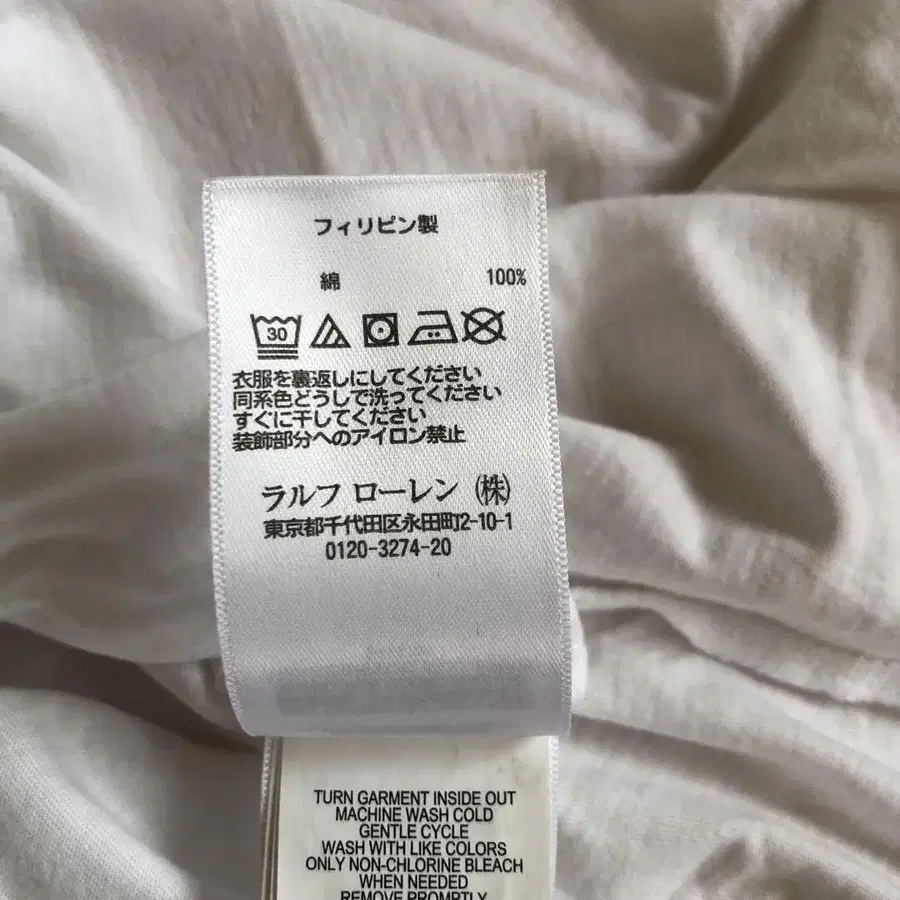 フィリピン製
綿 100%
30
衣服を裏返しにしてください
同系色どうしで洗ってください
すぐに干してください
装飾部分へのアイロン禁止
ラルフ ローレン (株)
東京都千代田区永田町2-10-1
0120-3274-20
TURN GARMENT INSIDE OUT
MACHINE WASH COLD
GENTLE CYCLE
WASH WITH LIKE COLORS
ONLY NON-CHLORINE BLEACH
WHEN NEEDED
REMOVE PROMPTLY